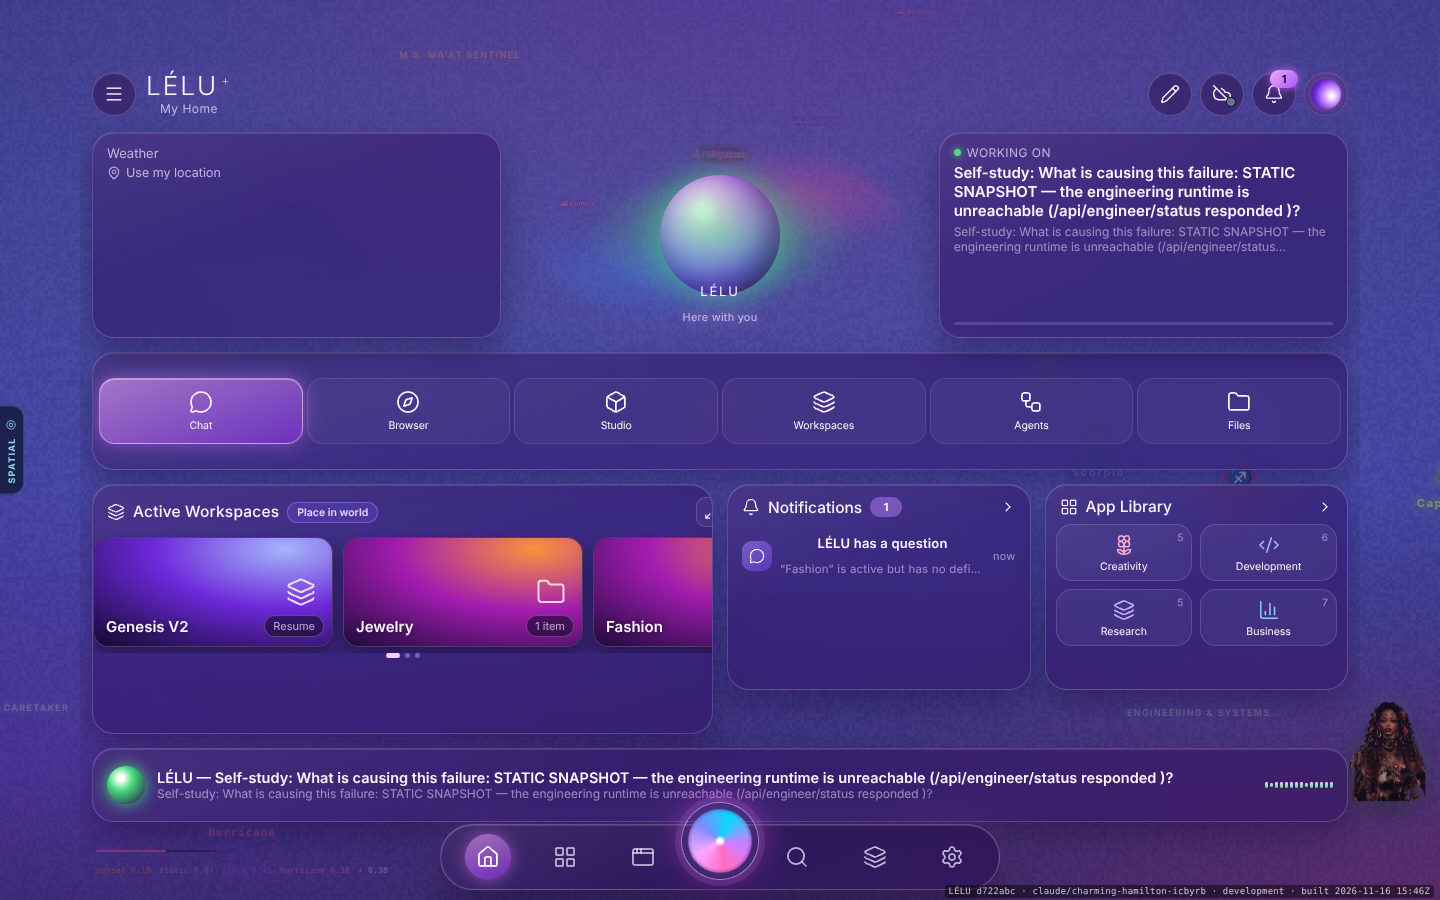 M.S. MA'AT SENTINEL
LÉLU +
My Home
1
Weather
Use my location
LÉLU
Here with you
WORKING ON
Self-study: What is causing this failure: STATIC
SNAPSHOT — the engineering runtime is
unreachable (/api/engineer/status responded )?
Self-study: What is causing this failure: STATIC SNAPSHOT — the
engineering runtime is unreachable (/api/engineer/status...
Chat
Browser
Studio
Workspaces
Agents
Files
SPATIAL
Scorpio
Cap
Active Workspaces
Place in world
Genesis V2
Resume
Jewelry
1 item
Fashion
Notifications
1
LÉLU has a question
"Fashion" is active but has no defi...
now
App Library
5
Creativity
6
Development
5
Research
7
Business
CARETAKER
ENGINEERING & SYSTEMS
LÉLU — Self-study: What is causing this failure: STATIC SNAPSHOT — the engineering runtime is unreachable (/api/engineer/status responded )?
Self-study: What is causing this failure: STATIC SNAPSHOT — the engineering runtime is unreachable (/api/engineer/status responded )?
Hurricane
hurricane 0.38 ⚡ 0.38
LÉLU d722abc · claude/charming-hamilton-icbyrb · development · built 2026-11-16 15:46Z